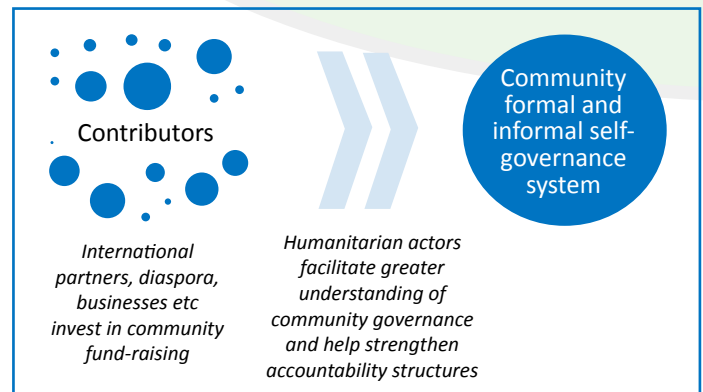 Contributors
International
partners, diaspora,
businesses etc
invest in community
fund-raising
Humanitarian actors
facilitate greater
understanding of
community governance
and help strengthen
accountability structures
Community
formal and
informal self-
governance
system